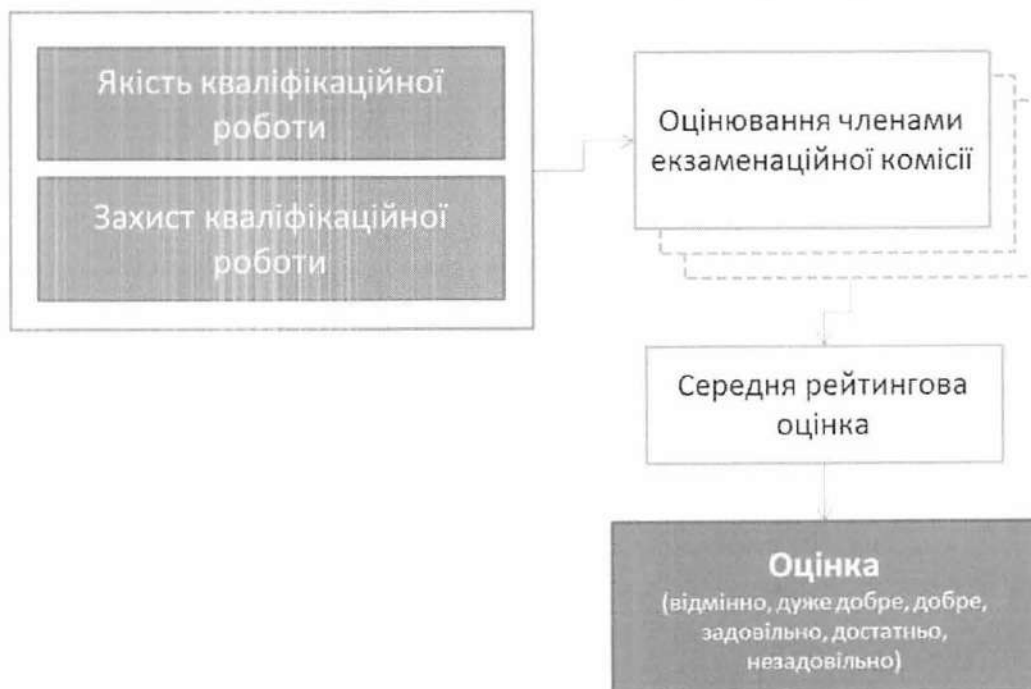 Якість кваліфікаційної
роботи
Захист кваліфікаційної
роботи
Оцінювання членами
екзаменаційної комісії
Середня рейтингова
оцінка
Оцінка
(відмінно, дуже добре, добре,
задовільно, достатньо,
незадовільно)